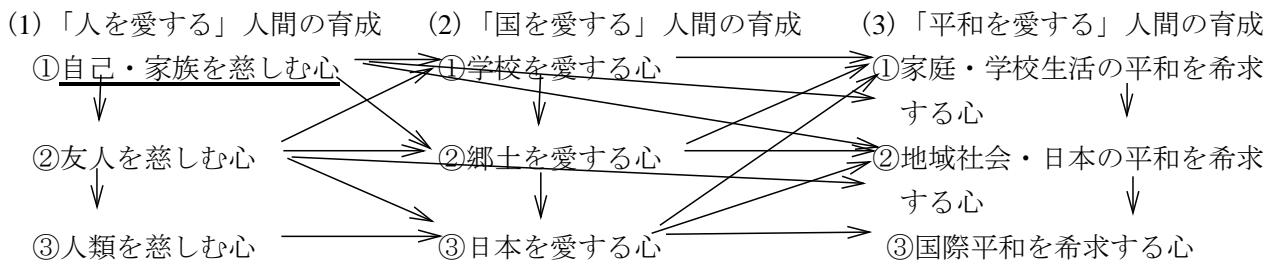 (1)「人を愛する」人間の育成 (2)「国を愛する」人間の育成 (3)「平和を愛する」人間の育成
①自己・家族を慈しむ心 ①学校を愛する心 ①家庭・学校生活の平和を希求
する心
②友人を慈しむ心 ②郷土を愛する心 ②地域社会・日本の平和を希求
する心
③人類を慈しむ心 ③日本を愛する心 ③国際平和を希求する心